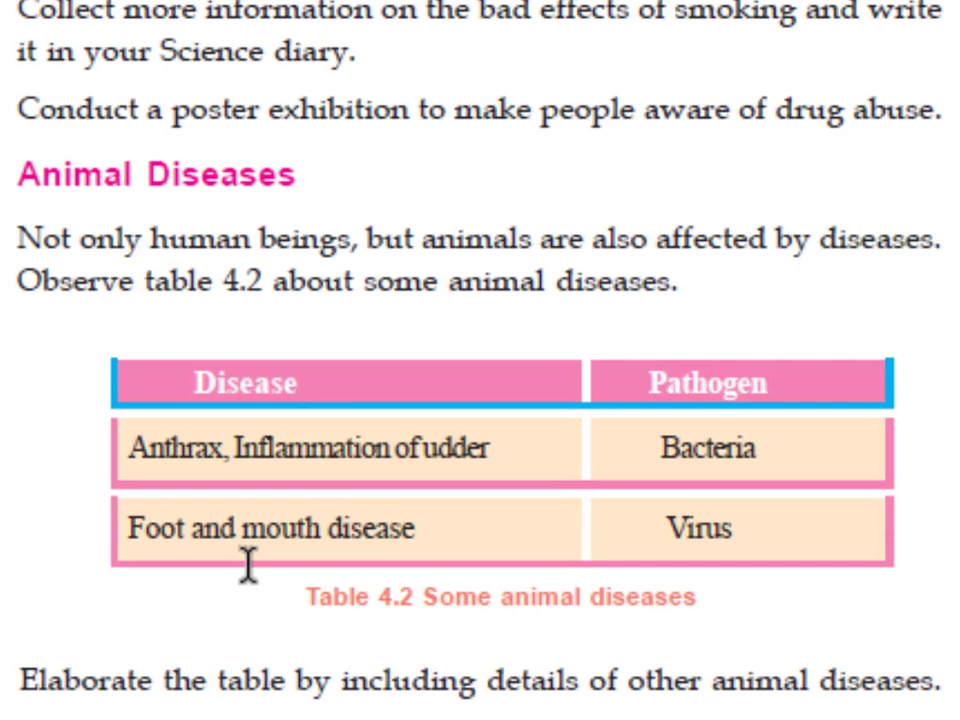 Collect more information on the bad effects of smoking and write
it in your Science diary.
Conduct a poster exhibition to make people aware of drug abuse.
Animal Diseases
Not only human beings, but animals are also affected by diseases.
Observe table 4.2 about some animal diseases.
Disease Pathogen
Anthrax, Inflammation of udder Bacteria
Foot and mouth disease Virus
Table 4.2 Some animal diseases
Elaborate the table by including details of other animal diseases.